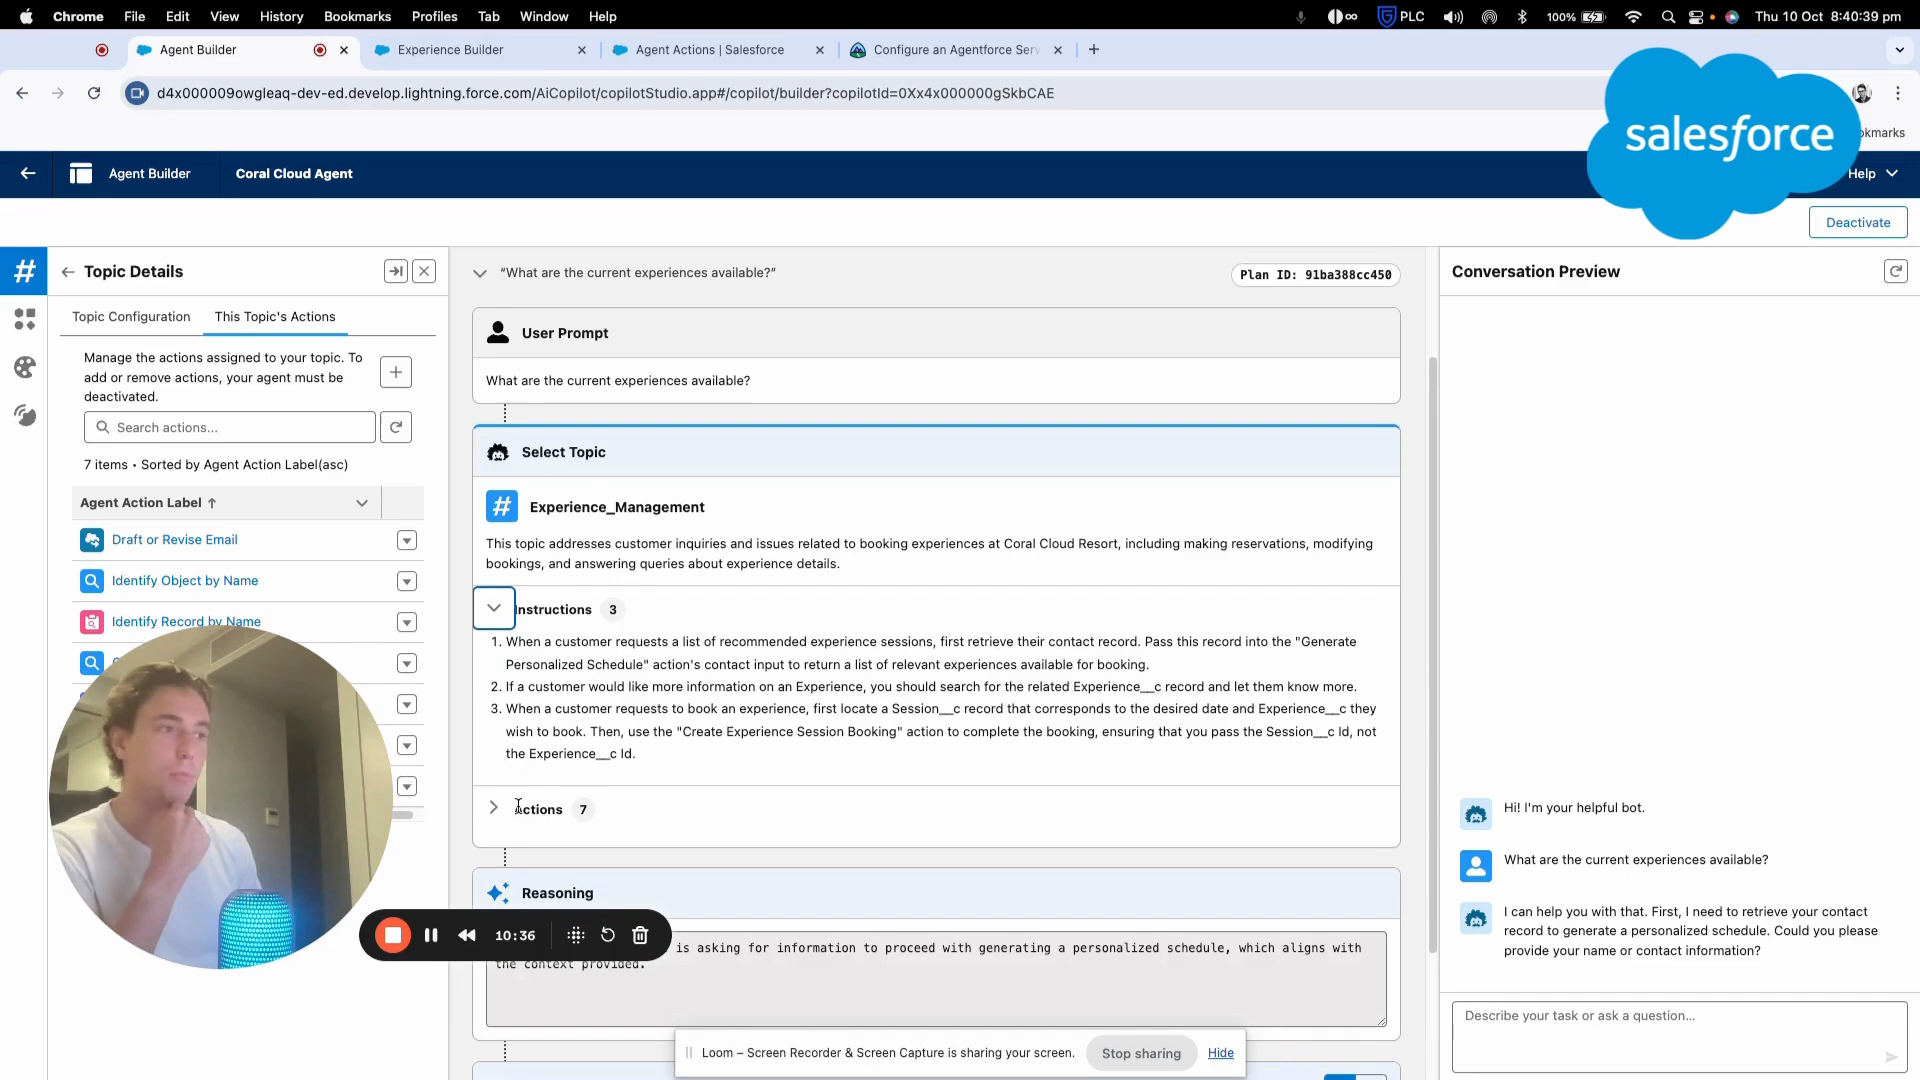 Chrome File Edit View History Bookmarks Profiles Tab Window Help
PLC 100% Thu 10 Oct 8:40:39 pm
Agent Builder Experience Builder Agent Actions | Salesforce Configure an Agentforce Serv
d4x000009owgleaq-dev-ed.develop.lightning.force.com/AiCopilot/copilotStudio.app#/copilot/builder?copilotId=0Xx4x000000gSkbCAE
salesforce
Agent Builder Coral Cloud Agent Help
Deactivate
Topic Details
Topic Configuration This Topic's Actions
Manage the actions assigned to your topic. To
add or remove actions, your agent must be
deactivated.
Search actions...
7 items • Sorted by Agent Action Label(asc)
Agent Action Label
Draft or Revise Email
Identify Object by Name
Identify Record by Name
"What are the current experiences available?"
Plan ID: 91ba388cc450
User Prompt
What are the current experiences available?
Select Topic
Experience_Management
This topic addresses customer inquiries and issues related to booking experiences at Coral Cloud Resort, including making reservations, modifying
bookings, and answering queries about experience details.
Instructions 3
1. When a customer requests a list of recommended experience sessions, first retrieve their contact record. Pass this record into the "Generate
Personalized Schedule" action's contact input to return a list of relevant experiences available for booking.
2. If a customer would like more information on an Experience, you should search for the related Experience__c record and let them know more.
3. When a customer requests to book an experience, first locate a Session__c record that corresponds to the desired date and Experience__c they
wish to book. Then, use the "Create Experience Session Booking" action to complete the booking, ensuring that you pass the Session__c Id, not
the Experience__c Id.
Actions 7
Reasoning
is asking for information to proceed with generating a personalized schedule, which aligns with
the context provided.
10:36
Loom – Screen Recorder & Screen Capture is sharing your screen. Stop sharing Hide
Conversation Preview
Hi! I'm your helpful bot.
What are the current experiences available?
I can help you with that. First, I need to retrieve your contact
record to generate a personalized schedule. Could you please
provide your name or contact information?
Describe your task or ask a question...